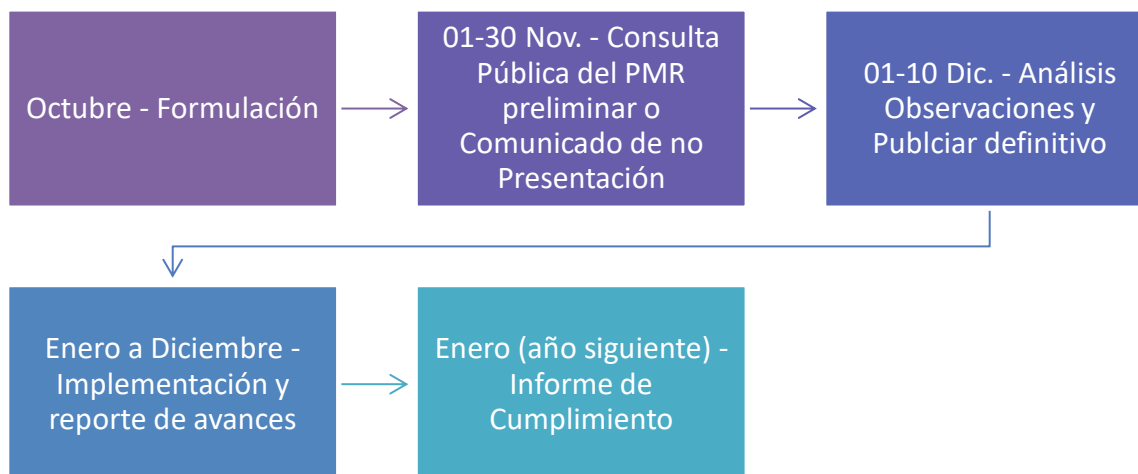 Octubre - Formulación
01-30 Nov. - Consulta
Pública del PMR
preliminar o
Comunicado de no
Presentación
01-10 Dic. - Análisis
Observaciones y
Publciar definitivo
Enero a Diciembre -
Implementación y
reporte de avances
Enero (año siguiente) -
Informe de
Cumplimiento